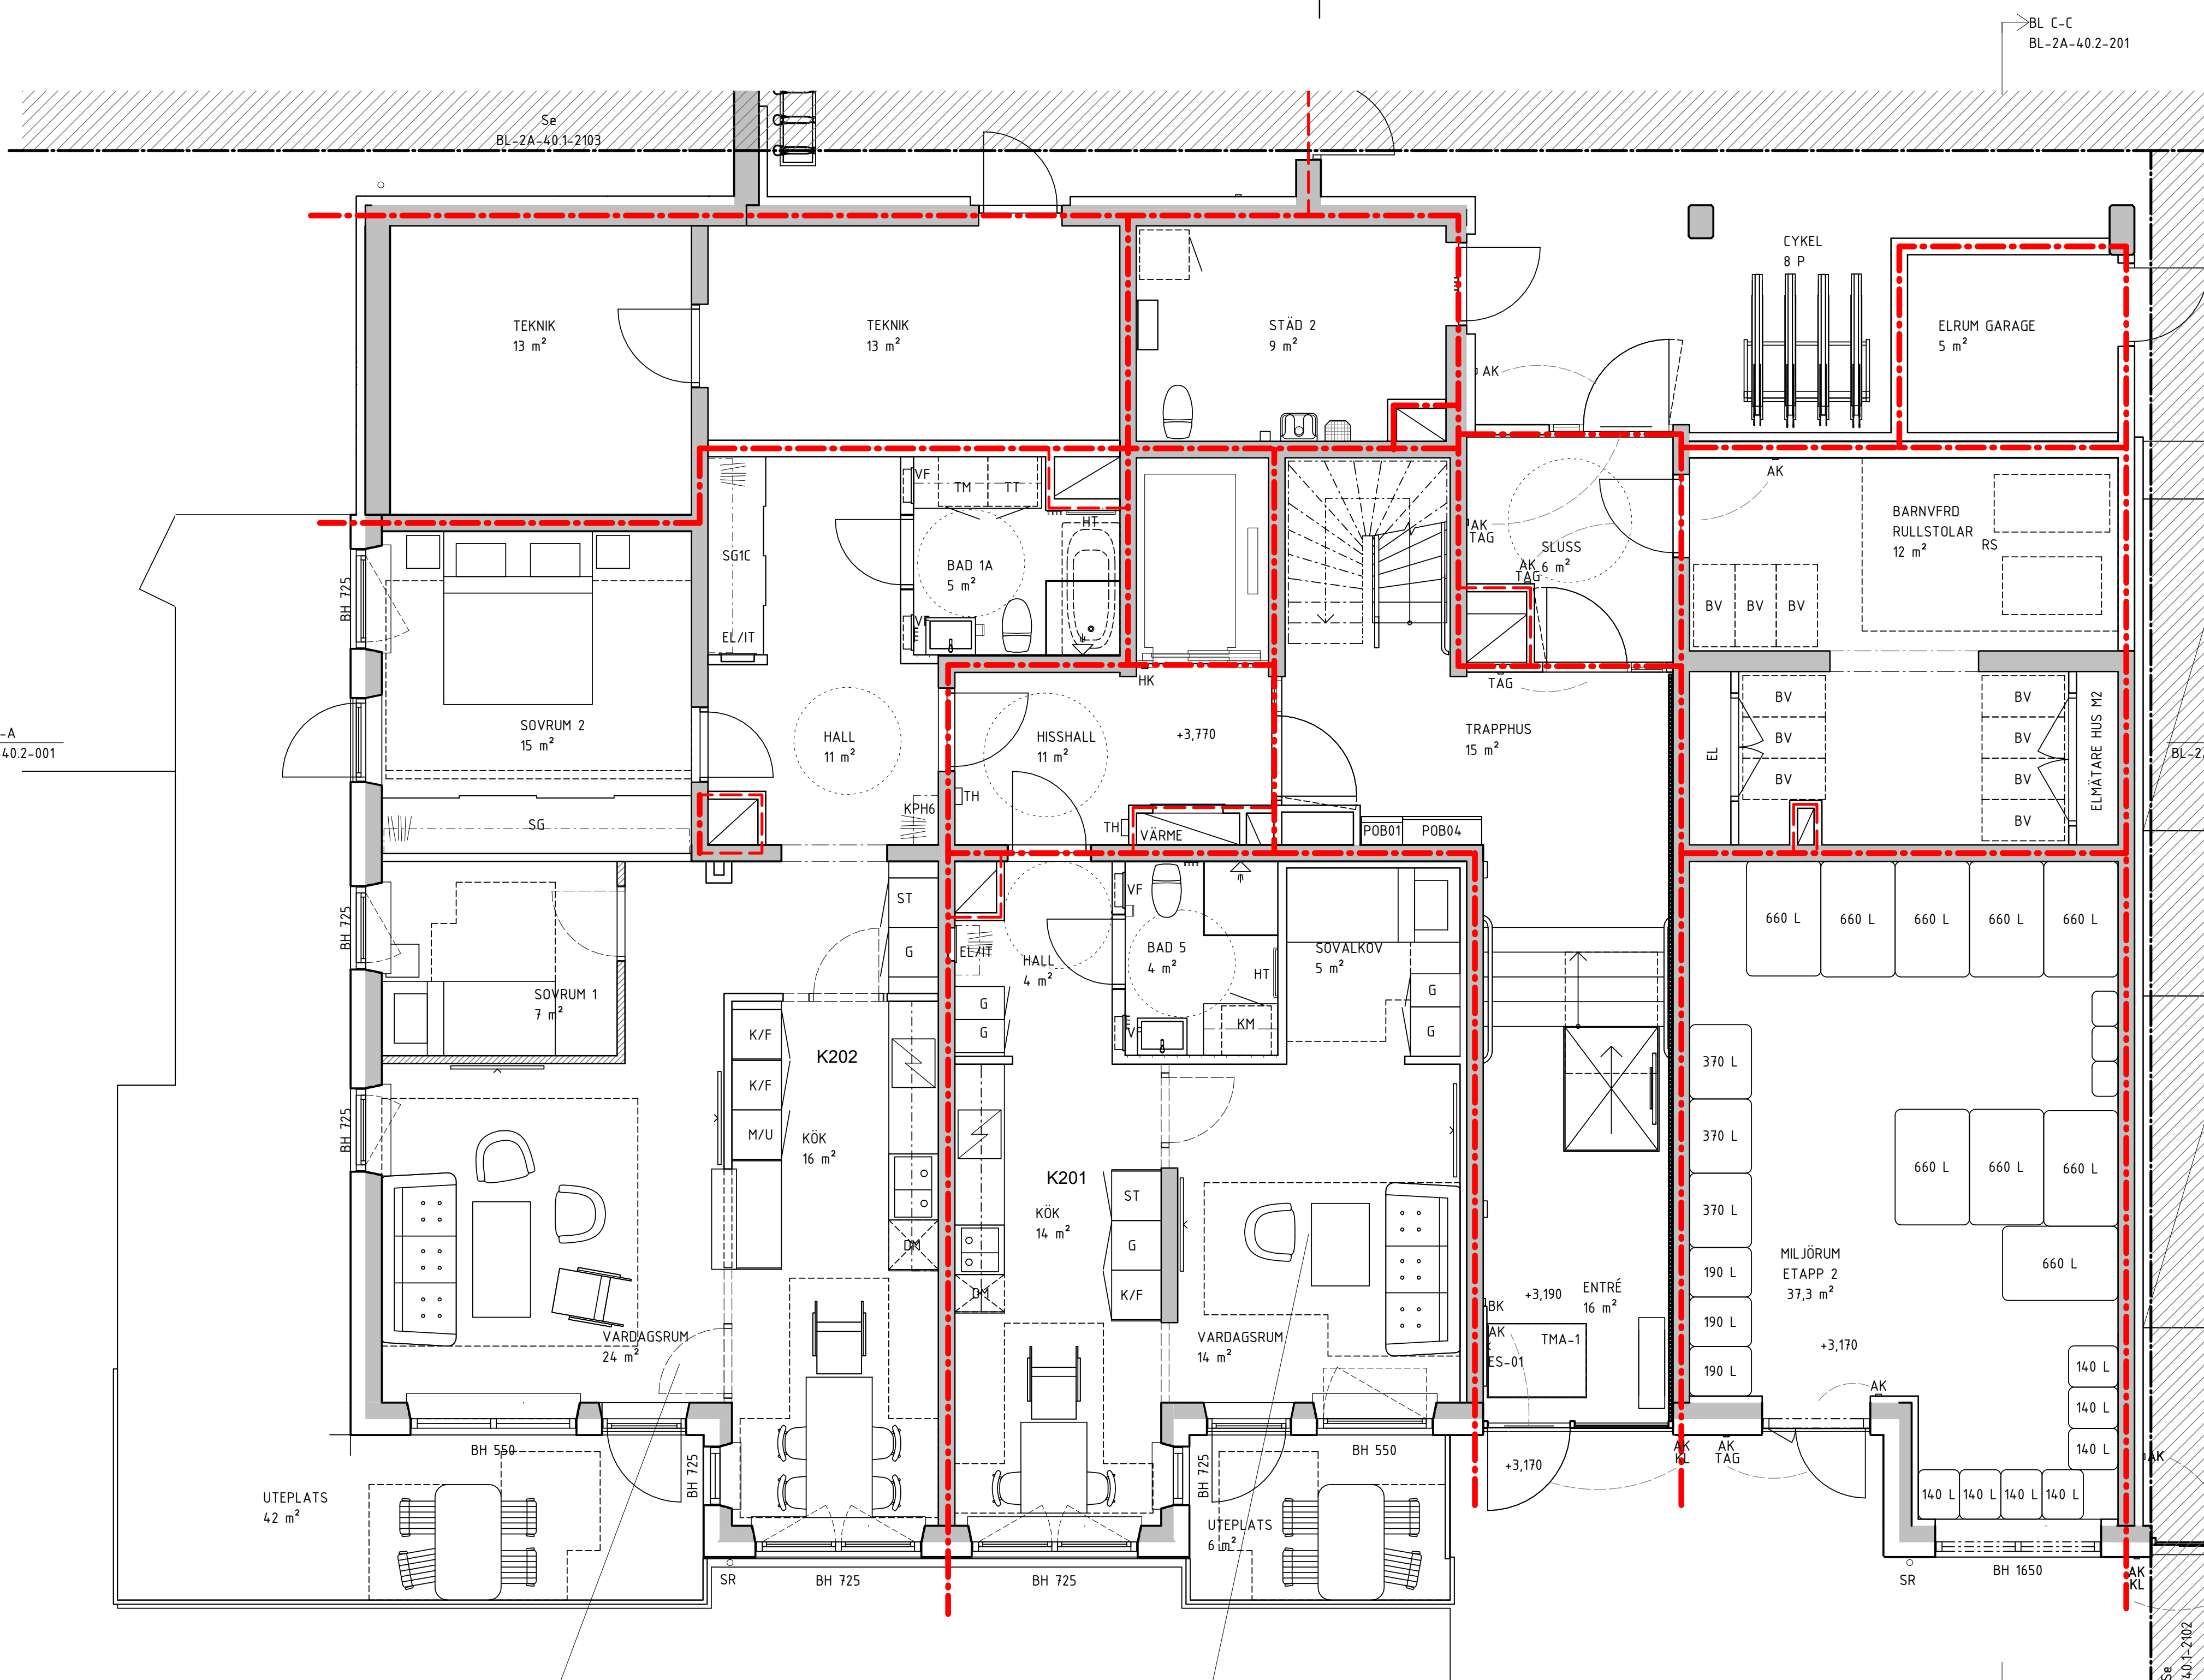 BL C-C
BL-2A-40.2-201
Se
BL-2A-40.1-2103
CYKEL
8 P
TEKNIK
13 m²
TEKNIK
13 m²
STÄD 2
9 m²
ELRUM GARAGE
5 m²
AK
AK
VF
TM
TT
HT
AK
TAG
BARNVFRD
RULLSTOLAR
12 m²
RS
SG1C
BAD 1A
5 m²
SLUSS
6 m²
AK
TAG
BH 725
BV
BV
BV
VF
EL/IT
HK
TAG
BV
BV
SOVRUM 2
15 m²
HALL
11 m²
HISSHALL
11 m²
+3,770
TRAPPHUS
15 m²
EL
BV
BV
ELMÄTARE HUS M2
-A
40.2-001
BL-2
BV
BV
TH
KPH6
SG
TH
VÄRME
POB01
POB04
BV
ST
VF
660 L
660 L
660 L
660 L
660 L
BH 725
G
EL/IT
HALL
4 m²
BAD 5
4 m²
HT
SOVALKOV
5 m²
SOVRUM 1
7 m²
G
G
G
G
VF
KM
K/F
K202
370 L
K/F
BH 725
M/U
KÖK
16 m²
370 L
660 L
660 L
660 L
K201
KÖK
14 m²
ST
370 L
G
DM
MILJÖRUM
ETAPP 2
37,3 m²
660 L
190 L
DM
K/F
+3,190
ENTRÉ
16 m²
BK
190 L
VARDAGSRUM
24 m²
VARDAGSRUM
14 m²
AK
TMA-1
ES-01
+3,170
190 L
140 L
AK
140 L
BH 550
BH 725
BH 725
BH 550
+3,170
AK
KL
AK
TAG
140 L
AK
UTEPLATS
42 m²
140 L
140 L
140 L
140 L
UTEPLATS
6 m²
SR
BH 725
BH 725
SR
BH 1650
AK
KL
Se
40.1-2102